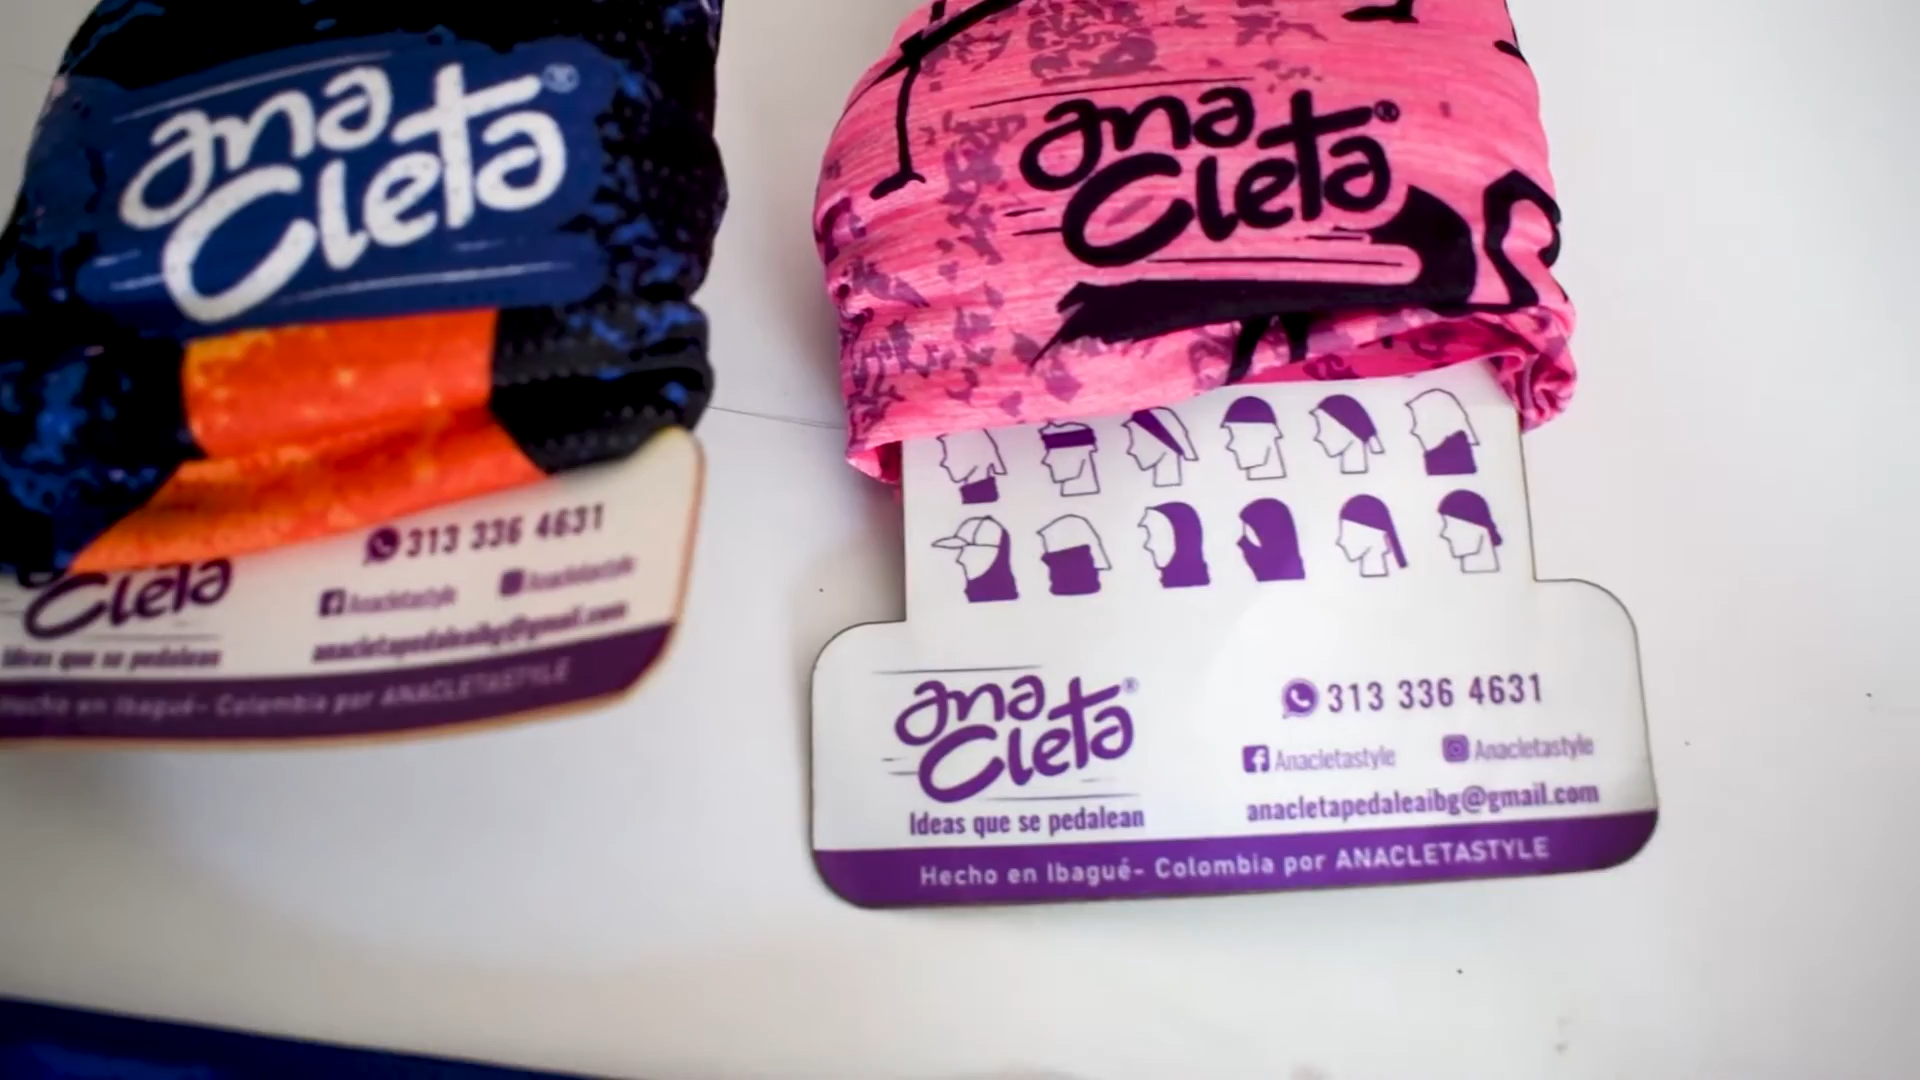 ana
Cleta®
313 336 4631
Cleta
Anacletastyle
Anacletastyle
anacletapedaleaibg@gmail.com
Ideas que se pedalean
Hecho en Ibagué- Colombia por ANACLETASTYLE
ana
Cleta®
ana
Cleta®
Ideas que se pedalean
313 336 4631
Anacletastyle
Anacletastyle
anacletapedaleaibg@gmail.com
Hecho en Ibagué- Colombia por ANACLETASTYLE